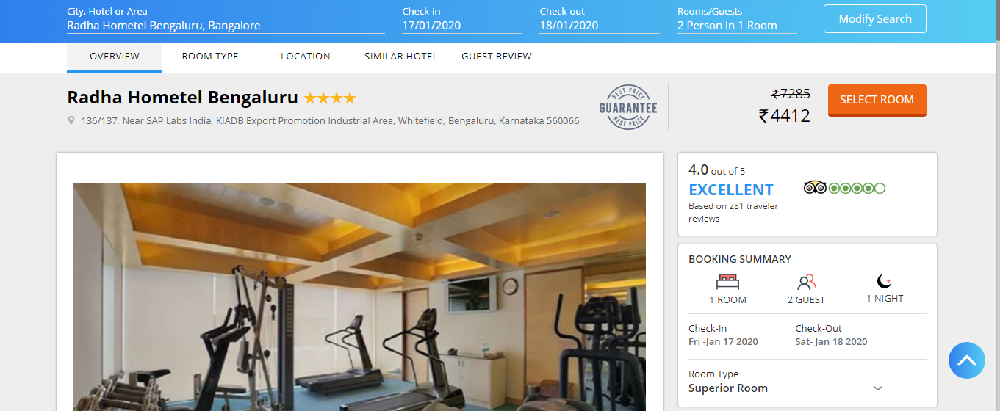 City, Hotel or Area
Radha Hometel Bengaluru, Bangalore
Check-in
17/01/2020
Check-out
18/01/2020
Rooms/Guests
2 Person in 1 Room
Modify Search
OVERVIEW
ROOM TYPE
LOCATION
SIMILAR HOTEL
GUEST REVIEW
Radha Hometel Bengaluru
136/137, Near SAP Labs India, KIADB Export Promotion Industrial Area, Whitefield, Bengaluru, Karnataka 560066
BEST PRICE
GUARANTEE
BEST PRICE
₹7285
₹4412
SELECT ROOM
4.0 out of 5
EXCELLENT
Based on 281 traveler
reviews
BOOKING SUMMARY
1 ROOM
2 GUEST
1 NIGHT
Check-In
Fri -Jan 17 2020
Check-Out
Sat- Jan 18 2020
Room Type
Superior Room